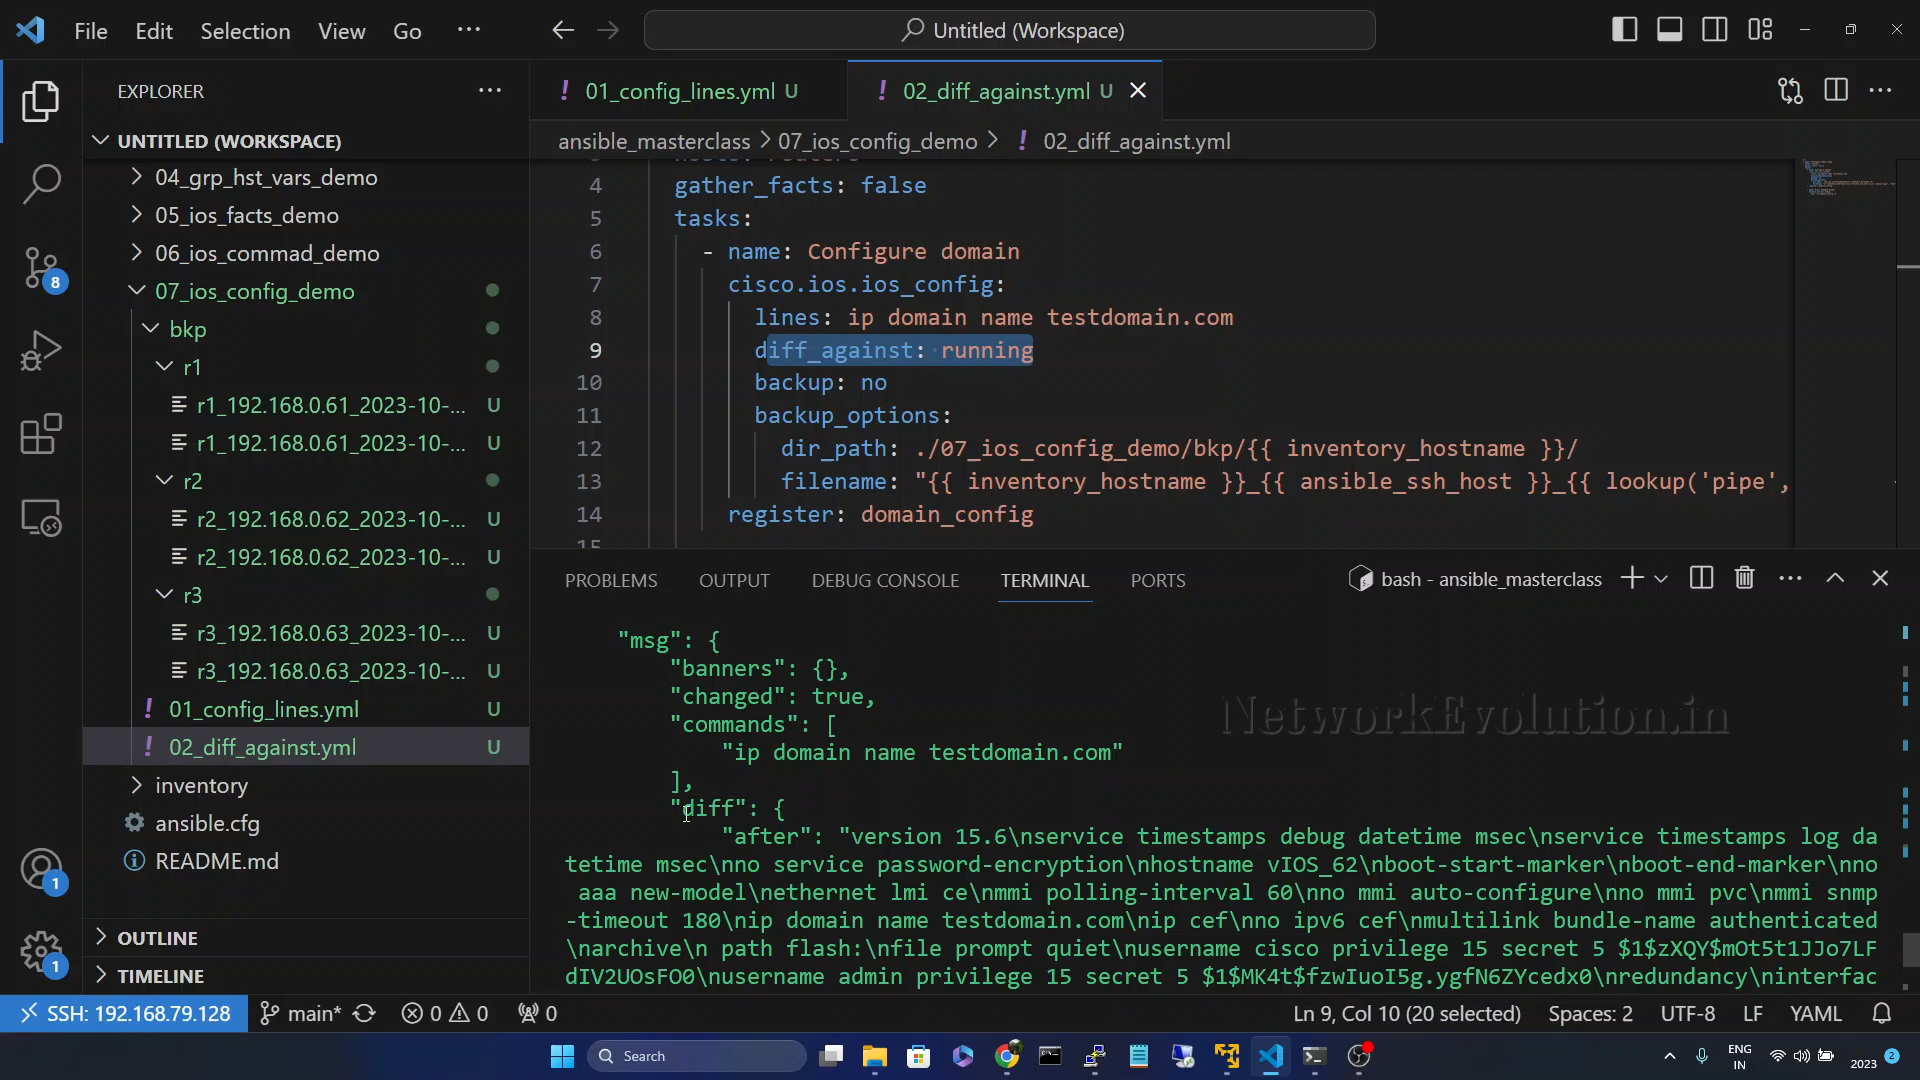 File Edit Selection View Go ··· Untitled (Workspace)
EXPLORER ···
UNTITLED (WORKSPACE)
04_grp_hst_vars_demo
05_ios_facts_demo
06_ios_commad_demo
07_ios_config_demo
bkp
r1
r1_192.168.0.61_2023-10-... U
r1_192.168.0.61_2023-10-... U
r2
r2_192.168.0.62_2023-10-... U
r2_192.168.0.62_2023-10-... U
r3
r3_192.168.0.63_2023-10-... U
r3_192.168.0.63_2023-10-... U
! 01_config_lines.yml U
! 02_diff_against.yml U
inventory
ansible.cfg
README.md
OUTLINE
TIMELINE
8
1
1
! 01_config_lines.yml U ! 02_diff_against.yml U
ansible_masterclass > 07_ios_config_demo > ! 02_diff_against.yml
4 gather_facts: false
5 tasks:
6 - name: Configure domain
7 cisco.ios.ios_config:
8 lines: ip domain name testdomain.com
9 diff_against: running
10 backup: no
11 backup_options:
12 dir_path: ./07_ios_config_demo/bkp/{{ inventory_hostname }}/
13 filename: "{{ inventory_hostname }}_{{ ansible_ssh_host }}_{{ lookup('pipe',
14 register: domain_config
15
PROBLEMS OUTPUT DEBUG CONSOLE TERMINAL PORTS bash - ansible_masterclass
"msg": {
"banners": {},
"changed": true,
"commands": [
"ip domain name testdomain.com"
],
"diff": {
"after": "version 15.6\nservice timestamps debug datetime msec\nservice timestamps log da
tetime msec\nno service password-encryption\nhostname vIOS_62\nboot-start-marker\nboot-end-marker\nno
aaa new-model\nethernet lmi ce\nmmi polling-interval 60\nno mmi auto-configure\nno mmi pvc\nmmi snmp
-timeout 180\nip domain name testdomain.com\nip cef\nno ipv6 cef\nmultilink bundle-name authenticated
\narchive\n path flash:\nfile prompt quiet\nusername cisco privilege 15 secret 5 $1$zXQY$mOt5t1JJo7LF
dIV2UOsFO0\nusername admin privilege 15 secret 5 $1$MK4t$fzwIuoI5g.ygfN6ZYcedx0\nredundancy\ninterfac
NetworkEvolution.in
SSH: 192.168.79.128 main* 0 0 0 Ln 9, Col 10 (20 selected) Spaces: 2 UTF-8 LF YAML
Search ENG
IN 2023 2